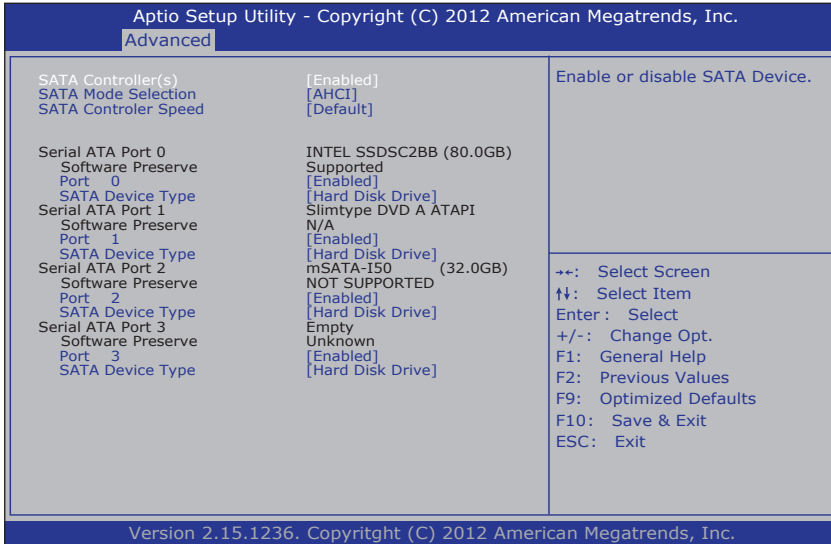 Aptio Setup Utility - Copyright (C) 2012 American Megatrends, Inc.
Advanced
SATA Controller(s) [Enabled]
SATA Mode Selection [AHCI]
SATA Controler Speed [Default]
Serial ATA Port 0 INTEL SSDSC2BB (80.0GB)
Software Preserve Supported
Port 0 [Enabled]
SATA Device Type [Hard Disk Drive]
Serial ATA Port 1 Slimtype DVD A ATAPI
Software Preserve N/A
Port 1 [Enabled]
SATA Device Type [Hard Disk Drive]
Serial ATA Port 2 mSATA-I50 (32.0GB)
Software Preserve NOT SUPPORTED
Port 2 [Enabled]
SATA Device Type [Hard Disk Drive]
Serial ATA Port 3 Empty
Software Preserve Unknown
Port 3 [Enabled]
SATA Device Type [Hard Disk Drive]
Enable or disable SATA Device.
→←: Select Screen
↑↓: Select Item
Enter : Select
+/-: Change Opt.
F1: General Help
F2: Previous Values
F9: Optimized Defaults
F10: Save & Exit
ESC: Exit
Version 2.15.1236. Copyritght (C) 2012 American Megatrends, Inc.